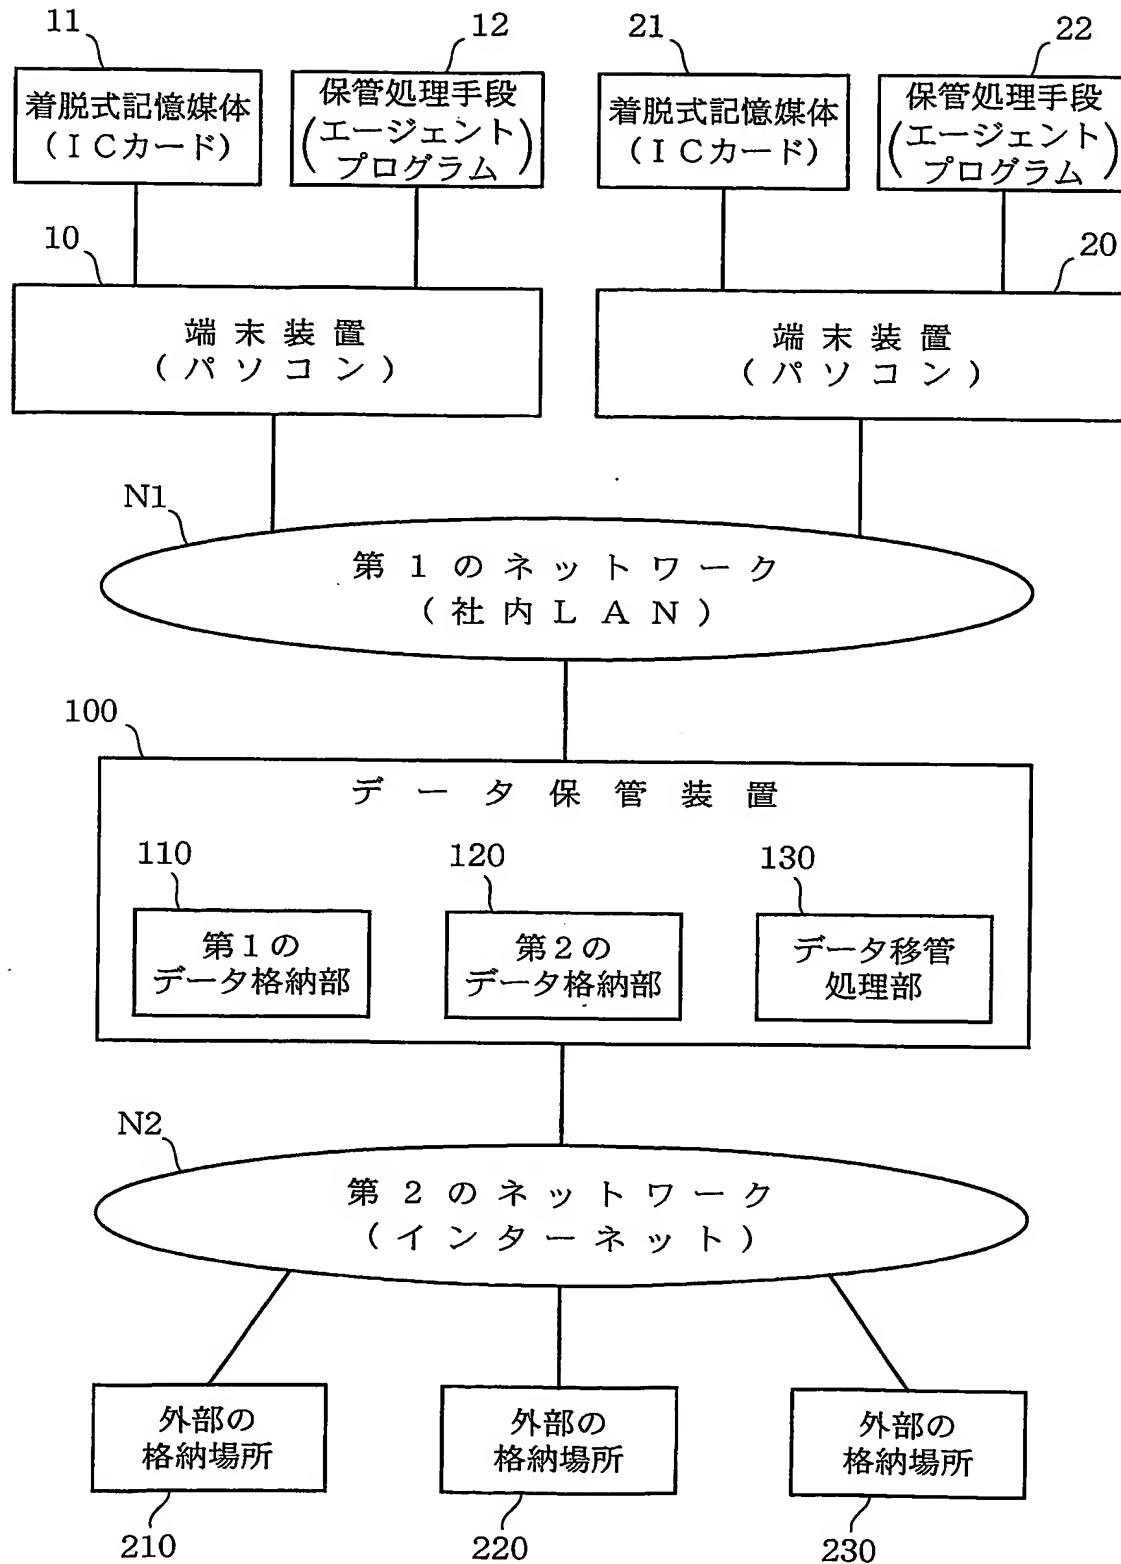 11
12
21
22
着脱式記憶媒体
(ICカード)
保管処理手段
(エージェント
プログラム)
着脱式記憶媒体
(ICカード)
保管処理手段
(エージェント
プログラム)
10
20
端末装置
(パソコン)
端末装置
(パソコン)
N1
第1のネットワーク
(社内LAN)
100
データ保管装置
110
120
130
第1の
データ格納部
第2の
データ格納部
データ移管
処理部
N2
第2のネットワーク
(インターネット)
外部の
格納場所
外部の
格納場所
外部の
格納場所
210
220
230